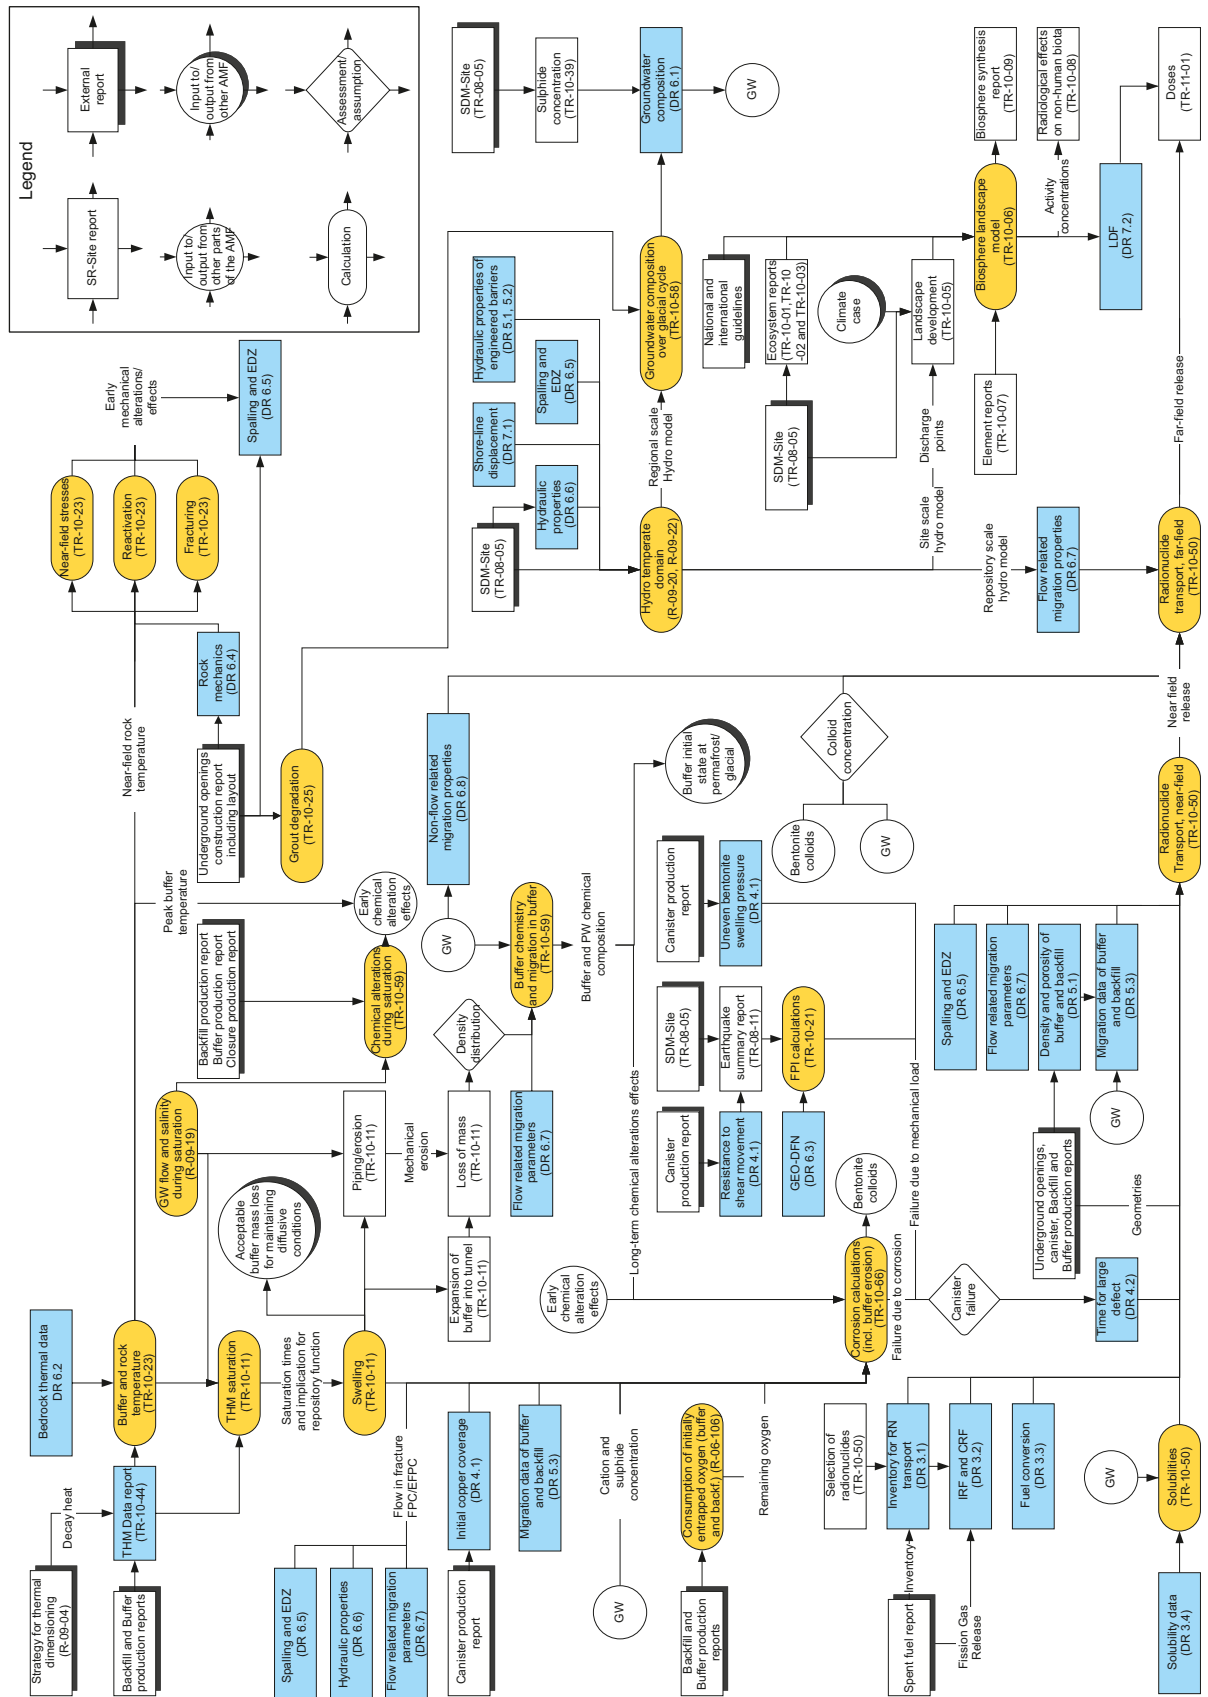 Legend
SR-Site report
External
report
Input to/
output from
other parts
of the AMF
Input to/
output from
other AMF
Calculation
Assessment/
assumption
Strategy for thermal
dimensioning
(R-09-04)
Decay heat
Backfill and Buffer
production reports
THM Data report
(TR-10-44)
Bedrock thermal data
DR 6.2
Buffer and rock
temperature
(TR-10-23)
THM saturation
(TR-10-11)
Saturation times
and implication for
repository function
Swelling
(TR-10-11)
GW flow and salinity
during saturation
(R-09-19)
Acceptable
buffer mass loss
for maintaining
diffusive
conditions
Piping/erosion
(TR-10-11)
Mechanical
erosion
Expansion of
buffer into tunnel
(TR-10-11)
Loss of mass
(TR-10-11)
Density
distribution
Flow related migration
parameters
(DR 6.7)
Backfill production report
Buffer production report
Closure production report
Chemical alterations
during saturation
(TR-10-59)
Peak buffer
temperature
Early
chemical
alteration
effects
GW
Buffer chemistry
and migration in buffer
(TR-10-59)
Buffer and PW chemical
composition
Non-flow related
migration properties
(DR 6.8)
Near-field rock
temperature
Underground openings
construction report
including layout
Rock
mechanics
(DR 6.4)
Grout degradation
(TR-10-25)
Near-field stresses
(TR-10-23)
Reactivation
(TR-10-23)
Fracturing
(TR-10-23)
Early
mechanical
alterations/
effects
Spalling and EDZ
(DR 6.5)
Spalling and EDZ
(DR 6.5)
Hydraulic properties
(DR 6.6)
Flow related migration
parameters
(DR 6.7)
Flow in fracture
FPC/EFPC
Canister production
report
Initial copper coverage
(DR 4.1)
Migration data of buffer
and backfill
(DR 5.3)
GW
Cation and
sulphide
concentration
Backfill and
Buffer production
reports
Consumption of initially
entrapped oxygen (buffer
and backf.) (R-06-106)
Remaining oxygen
Early
chemical
alteration
effects
Long-term chemical alterations effects
Corrosion calculations
(incl. buffer erosion)
(TR-10-66)
Bentonite
colloids
Failure due to corrosion
Failure due to mechanical load
Canister
failure
Time for large
defect
(DR 4.2)
Canister
production report
Resistance to
shear movement
(DR 4.1)
GEO-DFN
(DR 6.3)
SDM-Site
(TR-08-05)
Earthquake
summary report
(TR-08-11)
FPI calculations
(TR-10-21)
Canister production
report
Uneven bentonite
swelling pressure
(DR 4.1)
Buffer initial
state at
permafrost/
glacial
Bentonite
colloids
GW
Colloid
concentration
Selection of
radionuclides
(TR-10-50)
Spent fuel report
Inventory
Fission Gas
Release
Inventory for RN
transport
(DR 3.1)
IRF and CRF
(DR 3.2)
Fuel conversion
(DR 3.3)
Solubility data
(DR 3.4)
GW
Solubilities
(TR-10-50)
Underground openings,
canister, Backfill and
Buffer production reports
Geometries
Spalling and EDZ
(DR 6.5)
Flow related migration
parameters
(DR 6.7)
Density and porosity of
buffer and backfill
(DR 5.1)
Migration data of buffer
and backfill
(DR 5.3)
GW
Radionuclide
Transport, near-field
(TR-10-50)
Near field
release
Radionuclide
transport, far-field
(TR-10-50)
Far-field release
SDM-Site
(TR-08-05)
Hydraulic
properties
(DR 6.6)
Shore-line
displacement
(DR 7.1)
Spalling and
EDZ
(DR 6.5)
Hydraulic properties of
engineered barriers
(DR 5.1, 5.2)
Hydro temperate
domain
(R-09-20, R-09-22)
Regional scale
Hydro model
Groundwater composition
over glacial cycle
(TR-10-58)
SDM-Site
(TR-08-05)
Sulphide
concentration
(TR-10-39)
Groundwater
composition
(DR 6.1)
GW
Site scale
hydro model
Discharge
points
Repository scale
hydro model
Flow related
migration properties
(DR 6.7)
National and
international
guidelines
SDM-Site
(TR-08-05)
Ecosystem reports
(TR-10-01,TR-10
-02 and TR-10-03)
Climate
case
Landscape
development
(TR-10-05)
Element reports
(TR-10-07)
Biosphere landscape
model
(TR-10-06)
Biosphere synthesis
report
(TR-10-09)
Activity
concentrations
Radiological effects
on non-human biota
(TR-10-08)
LDF
(DR 7.2)
Doses
(TR-11-01)